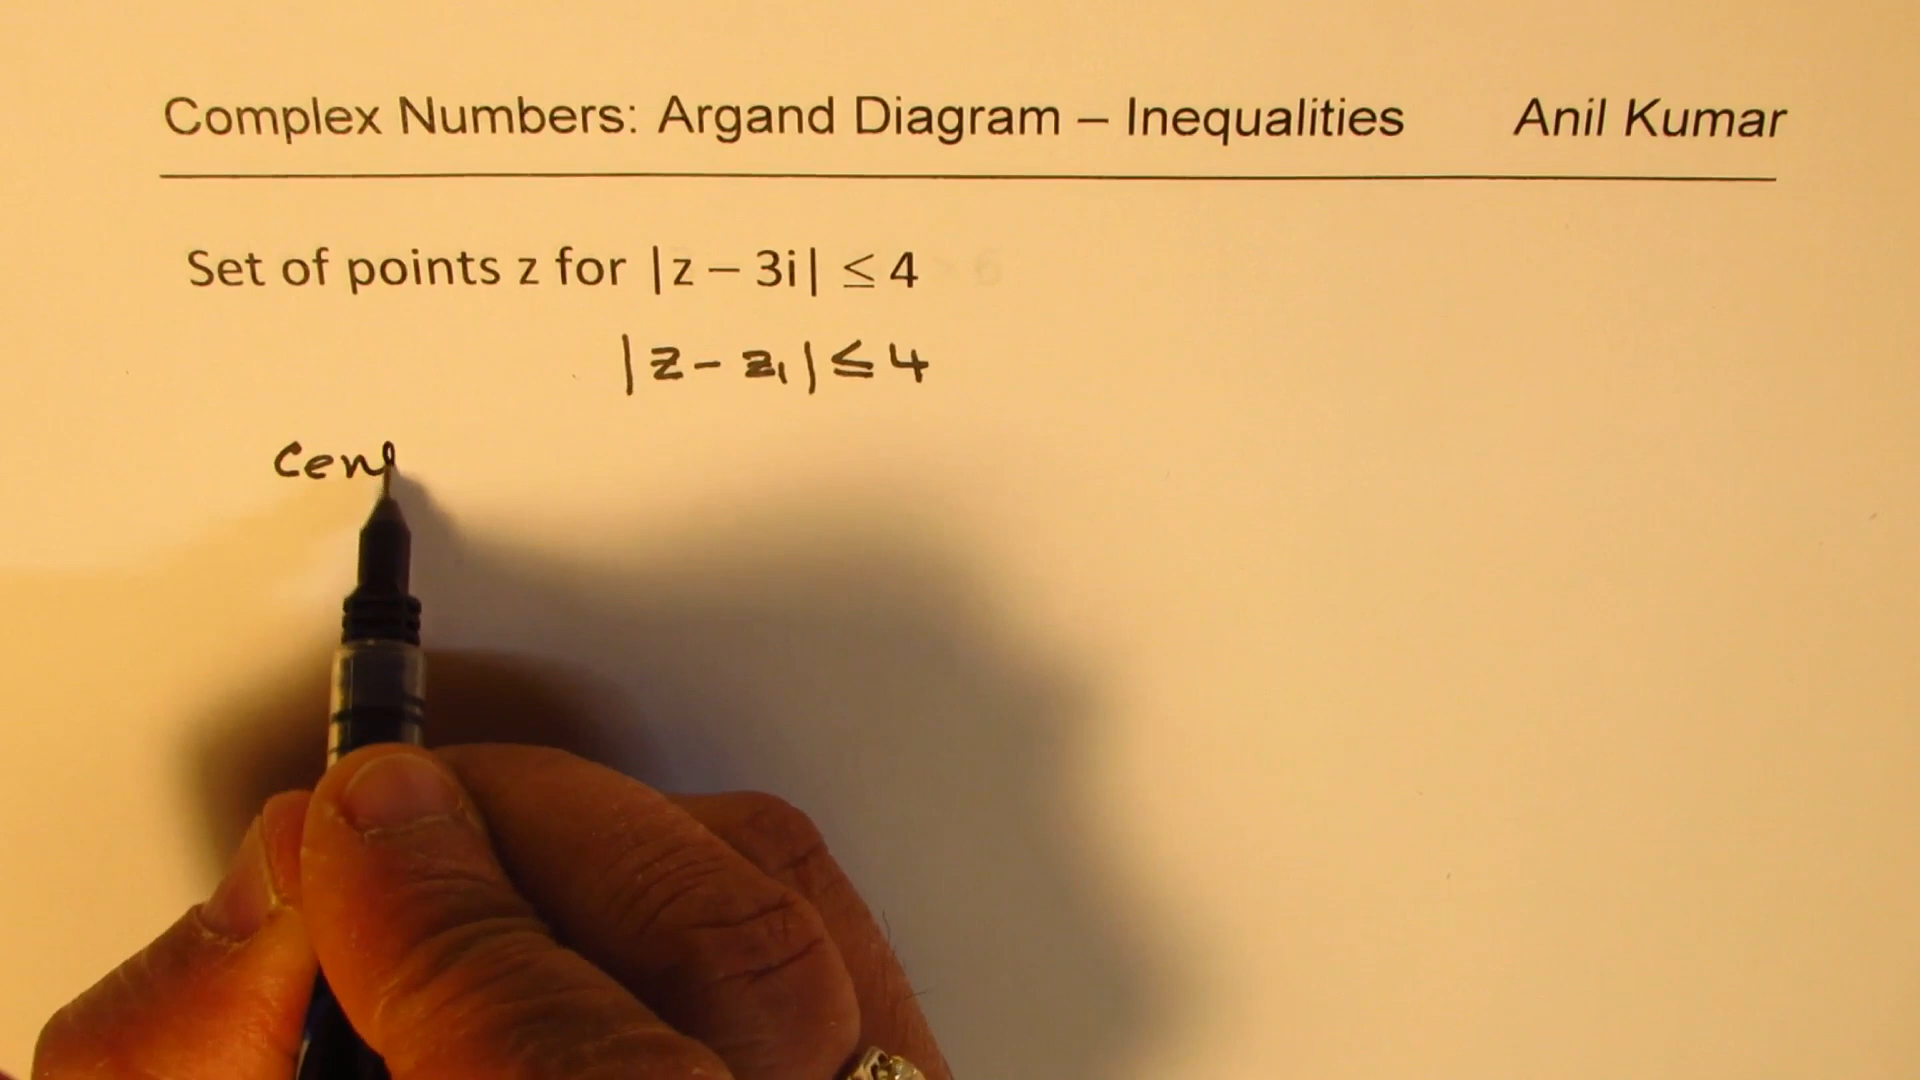 Complex Numbers: Argand Diagram – Inequalities Anil Kumar
Set of points z for |z – 3i| ≤ 4
|z - z₁| ≤ 4
Cen